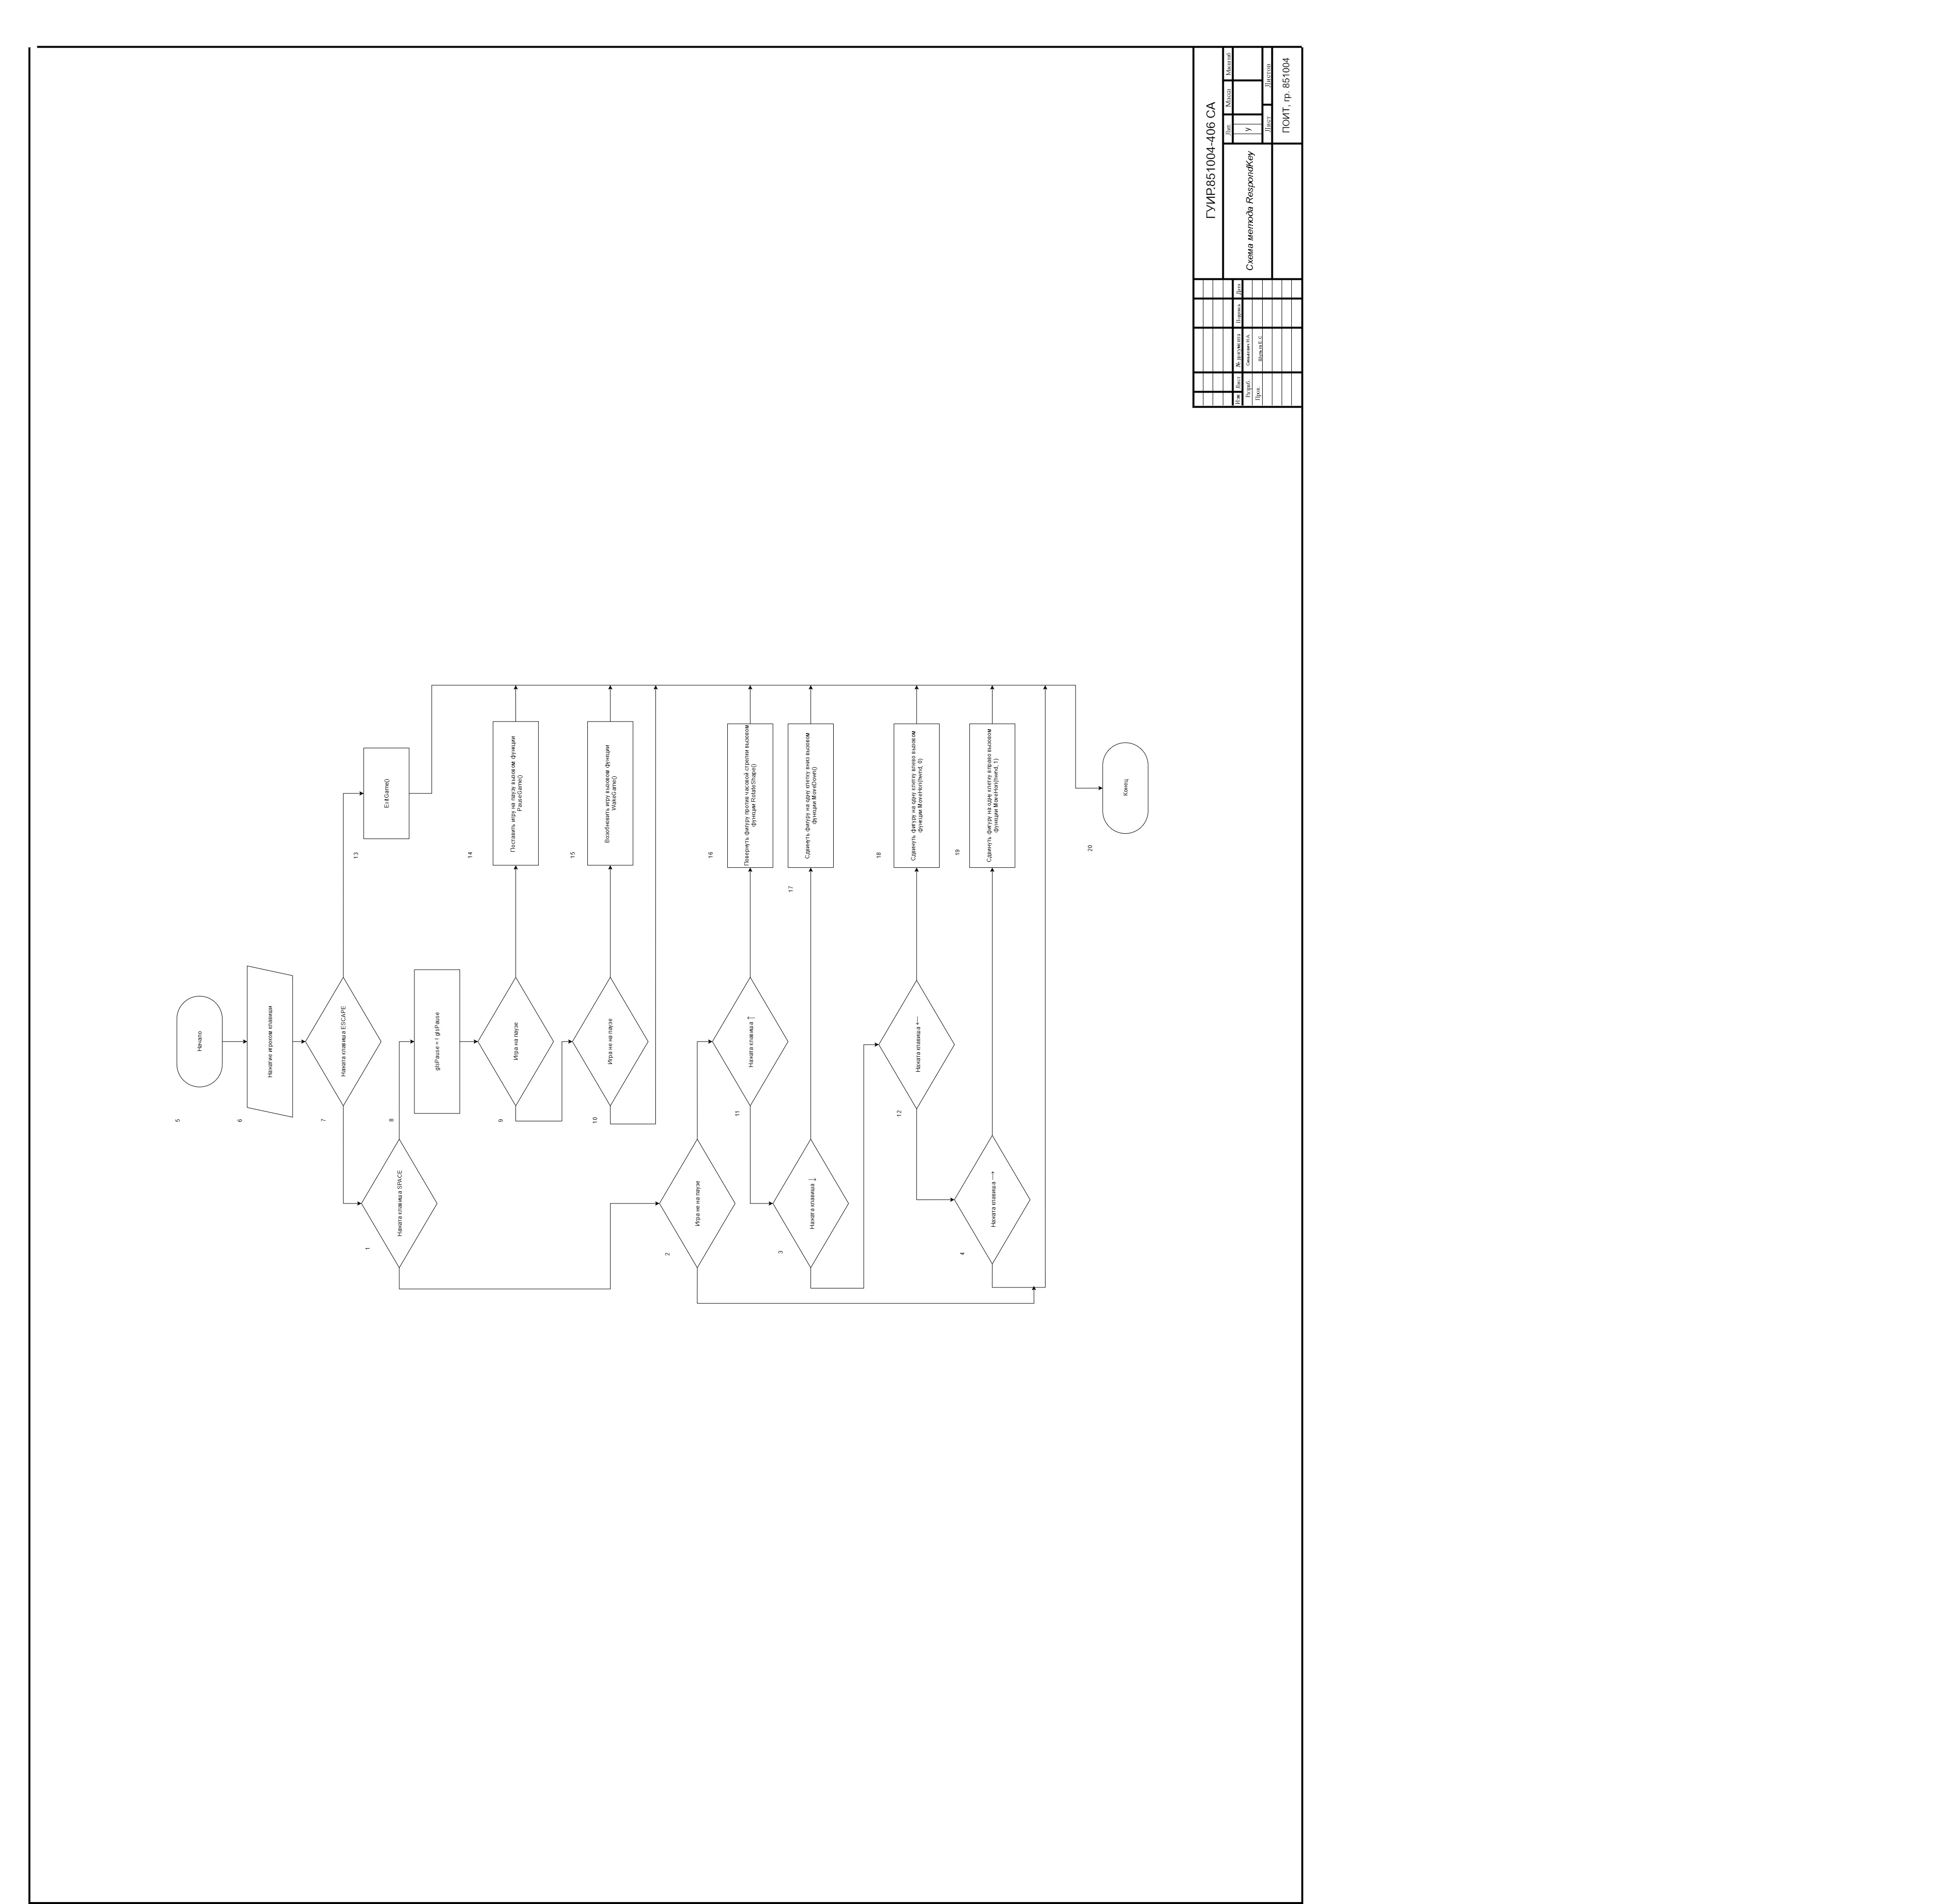 5
Начало
6
Нажатие игроком клавиши
7
Нажата клавиша ESCAPE
13
ExitGame()
1
Нажата клавиша SPACE
8
gIsPause = ! gIsPause
9
Игра на паузе
14
Поставить игру на паузу вызовом функции
PauseGame()
10
Игра не на паузе
15
Возобновить игру вызовом функции
WakeGame()
2
Игра не на паузе
11
Нажата клавиша ↑
16
Повернуть фигуру против часовой стрелки вызовом
функции RotateShape()
3
Нажата клавиша ↓
17
Сдвинуть фигуру на одну клетку вниз вызовом
функции MoveDown()
12
Нажата клавиша ←
18
Сдвинуть фигуру на одну клетку влево вызовом
функции MoveHori(hwnd, 0)
4
Нажата клавиша →
19
Сдвинуть фигуру на одну клетку вправо вызовом
функции MoveHori(hwnd, 1)
20
Конец
ГУИР.851004-406 СА
Изм Лист № документа Подпись Дата
Разраб.
Н.А.
Пров.
Е.С
Схема метода RespondKey
Лит. Масса Масштаб
У
Лист Листов
ПОИТ, гр. 851004